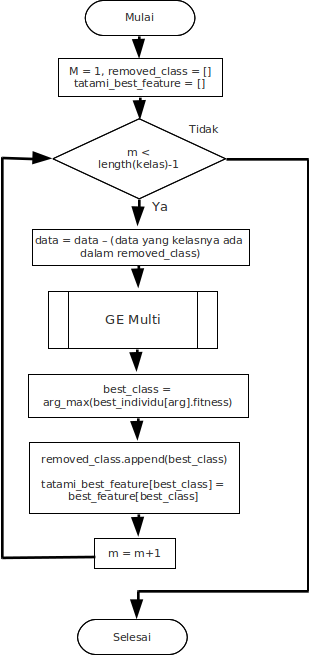 Mulai
M = 1, removed_class = []
tatami_best_feature = []
Tidak
m <
length(kelas)-1
Ya
data = data – (data yang kelasnya ada
dalam removed_class)
GE Multi
best_class =
arg_max(best_individu[arg].fitness)
removed_class.append(best_class)
tatami_best_feature[best_class] =
best_feature[best_class]
m = m+1
Selesai